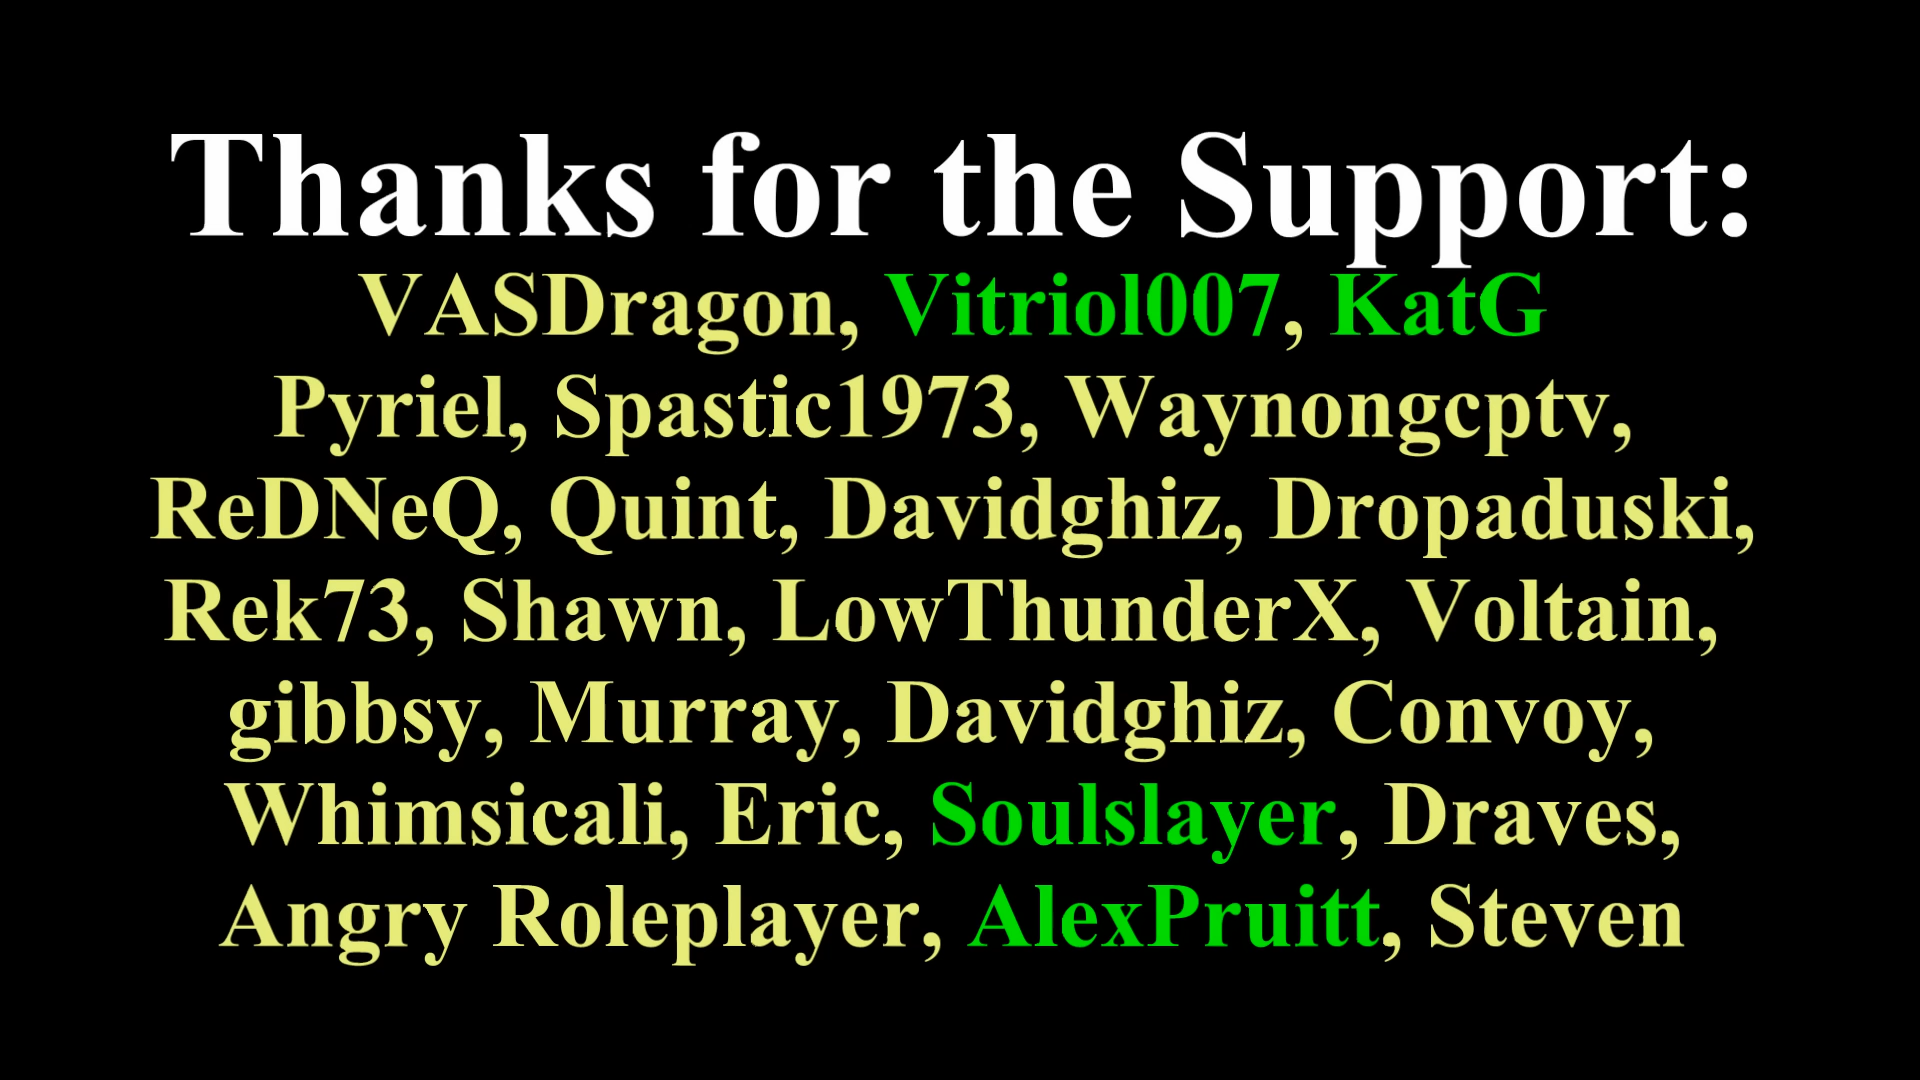 Thanks for the Support:
VASDragon, Vitriol007, KatG
Pyriel, Spastic1973, Waynongcptv,
ReDNeQ, Quint, Davidghiz, Dropaduski,
Rek73, Shawn, LowThunderX, Voltain,
gibbsy, Murray, Davidghiz, Convoy,
Whimsicali, Eric, Soulslayer, Draves,
Angry Roleplayer, AlexPruitt, Steven